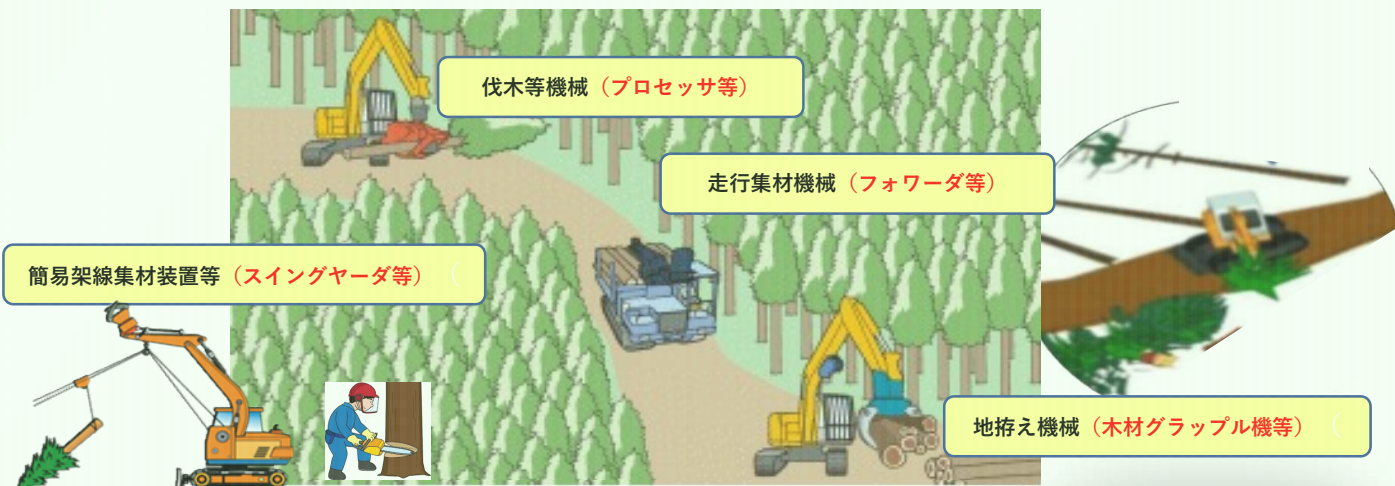 伐木等機械（プロセッサ等）
走行集材機械（フォワーダ等）
簡易架線集材装置等（スイングヤーダ等）
地拵え機械（木材グラップル機等）